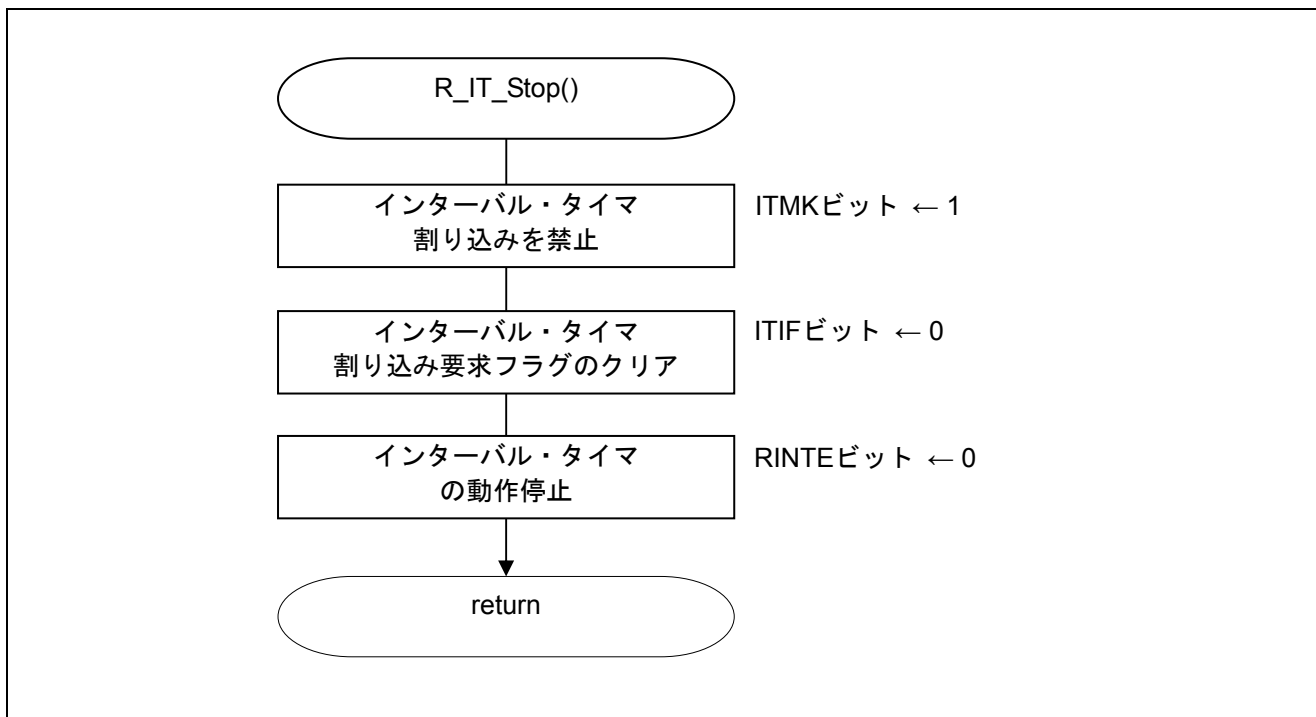 R_IT_Stop()
インターバル・タイマ
割り込みを禁止
ITMKビット ← 1
インターバル・タイマ
割り込み要求フラグのクリア
ITIFビット ← 0
インターバル・タイマ
の動作停止
RINTEビット ← 0
return